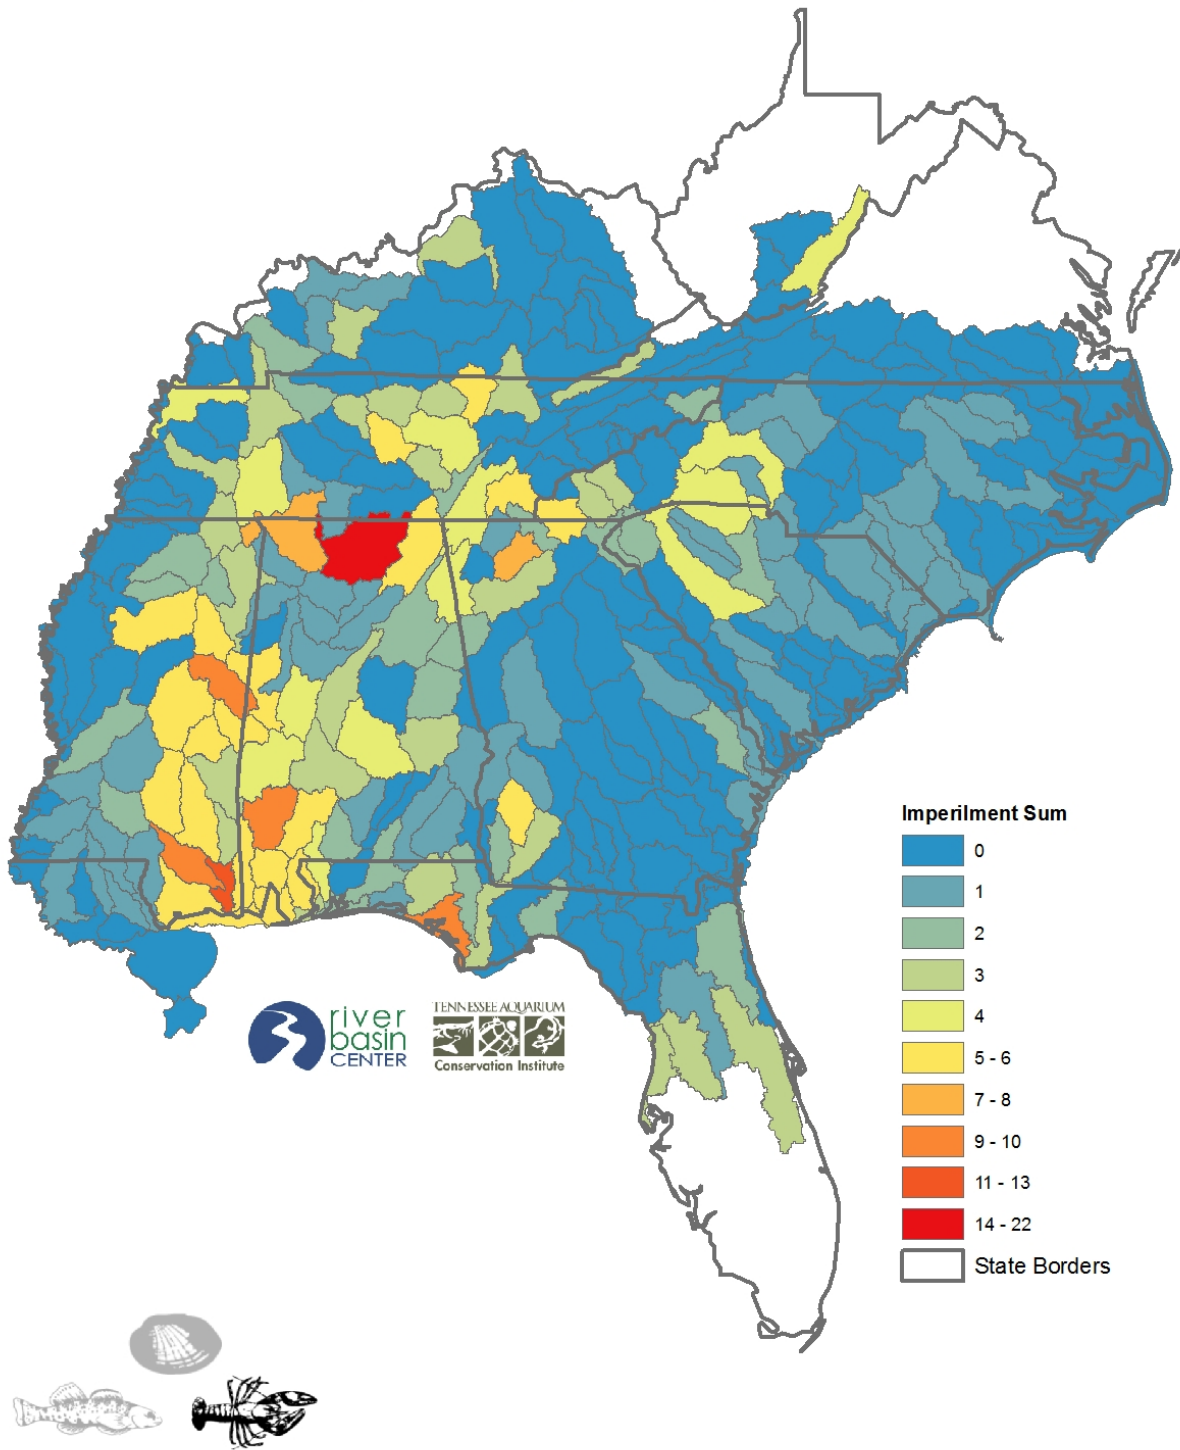 Imperilment Sum
0
1
2
3
4
5 - 6
7 - 8
9 - 10
11 - 13
14 - 22
State Borders
river
basin
CENTER
TENNESSEE AQUARIUM
Conservation Institute